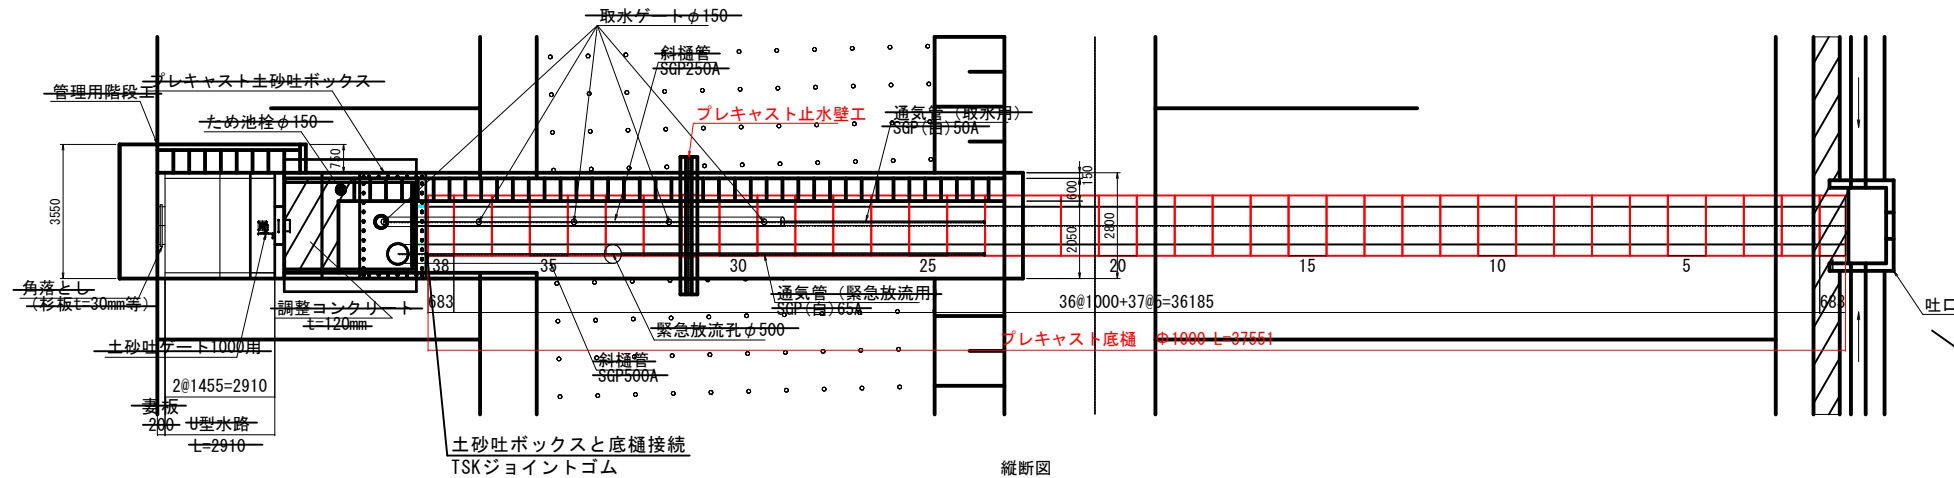 取水ゲートφ150
斜樋管
SGP250A
プレキャスト土砂吐ボックス
管理用階段工
ため池栓φ150
プレキャスト止水壁工
通気管（取水用）
SGP(白)50A
750
3550
150
600
2050
2800
38
35
30
25
20
15
10
5
角落とし
（杉板t=30mm等）
調整コンクリート
t=120mm
土砂吐ゲート1000用
683
通気管（緊急放流用
SGP(白)65A
36@1000+37@5=36185
683
吐口
緊急放流孔φ500
プレキャスト底樋　Φ1000 L=37551
斜樋管
SGP500A
2@1455=2910
妻板
200
U型水路
L=2910
土砂吐ボックスと底樋接続
TSKジョイントゴム
縦断図